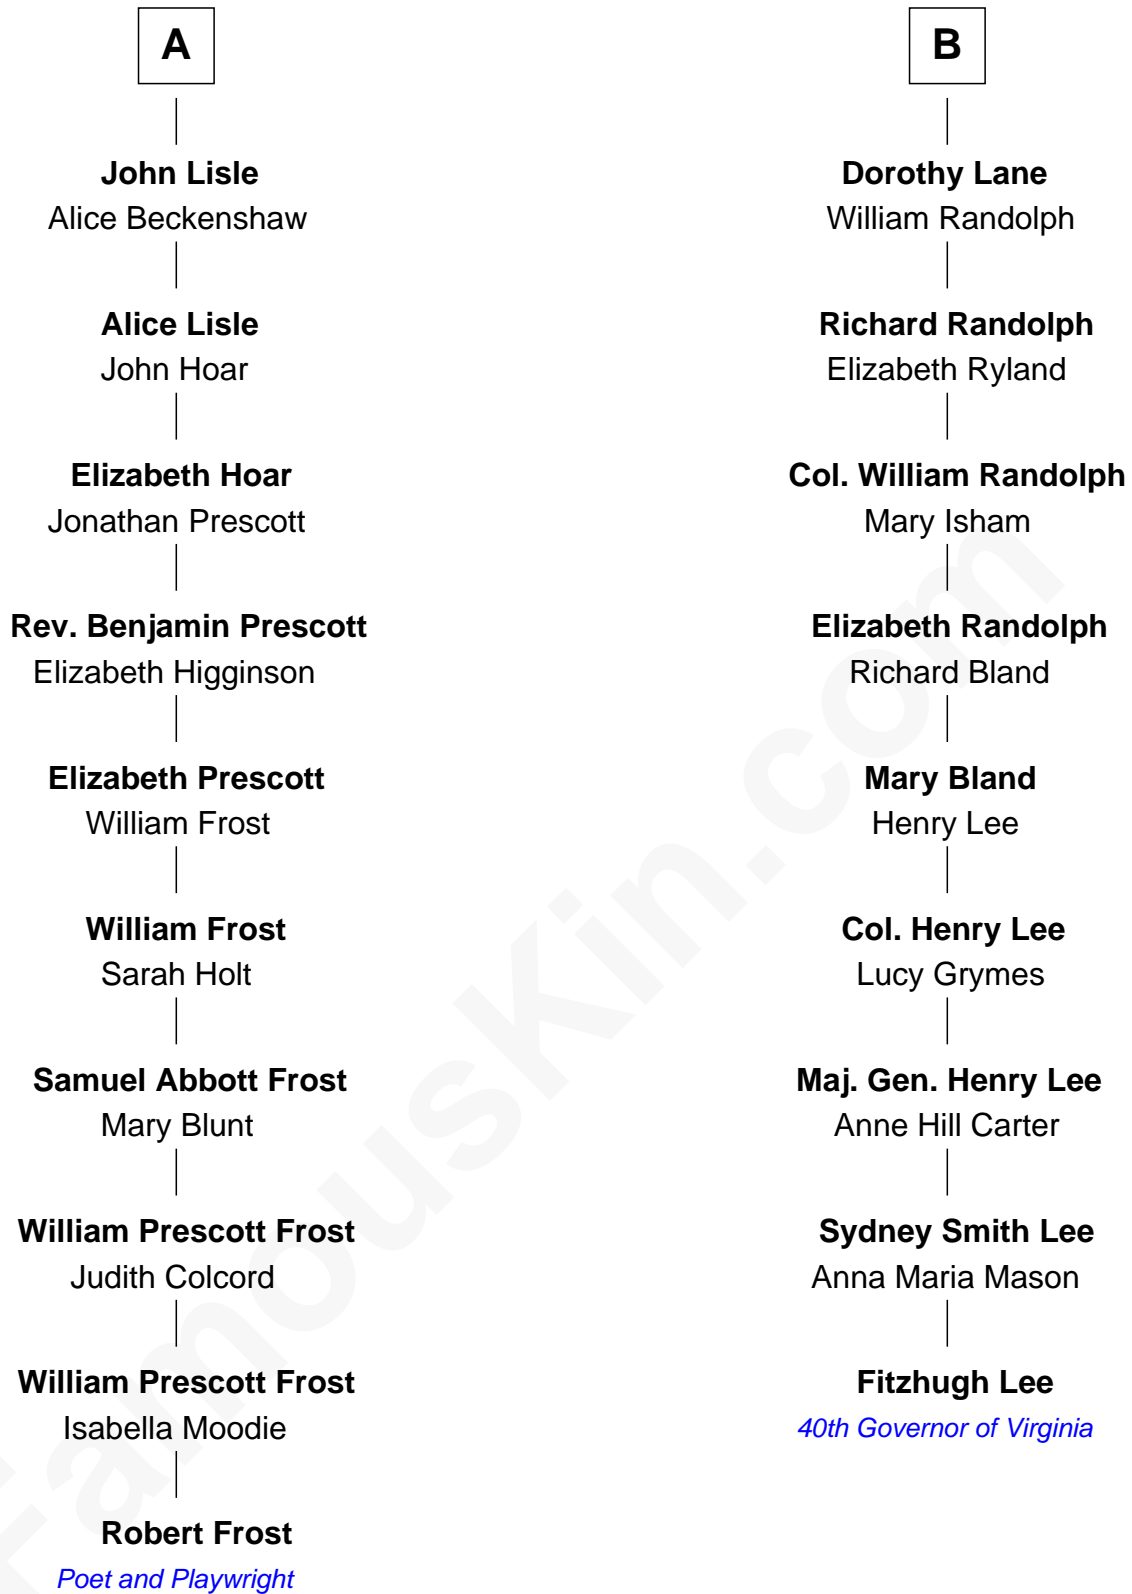 A
John Lisle
Alice Beckenshaw
Alice Lisle
John Hoar
Elizabeth Hoar
Jonathan Prescott
Rev. Benjamin Prescott
Elizabeth Higginson
Elizabeth Prescott
William Frost
William Frost
Sarah Holt
Samuel Abbott Frost
Mary Blunt
William Prescott Frost
Judith Colcord
William Prescott Frost
Isabella Moodie
Robert Frost
Poet and Playwright
B
Dorothy Lane
William Randolph
Richard Randolph
Elizabeth Ryland
Col. William Randolph
Mary Isham
Elizabeth Randolph
Richard Bland
Mary Bland
Henry Lee
Col. Henry Lee
Lucy Grymes
Maj. Gen. Henry Lee
Anne Hill Carter
Sydney Smith Lee
Anna Maria Mason
Fitzhugh Lee
40th Governor of Virginia
FamousKin.com